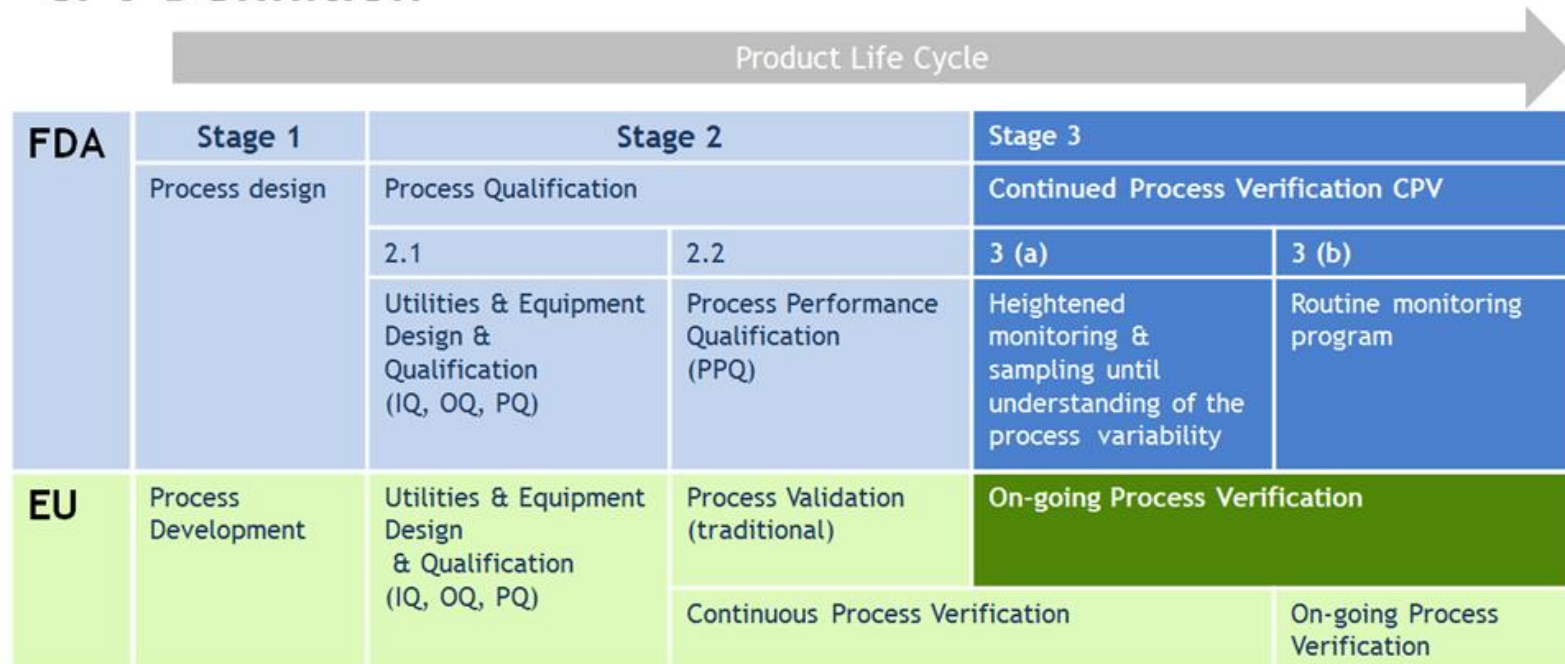 Product Life Cycle
FDA
Stage 1
Stage 2
Stage 3
Process design
Process Qualification
Continued Process Verification CPV
2.1
2.2
3 (a)
3 (b)
Utilities & Equipment
Design &
Qualification
(IQ, OQ, PQ)
Process Performance
Qualification
(PPQ)
Heightened
monitoring &
sampling until
understanding of the
process variability
Routine monitoring
program
EU
Process
Development
Utilities & Equipment
Design
& Qualification
(IQ, OQ, PQ)
Process Validation
(traditional)
On-going Process Verification
Continuous Process Verification
On-going Process
Verification